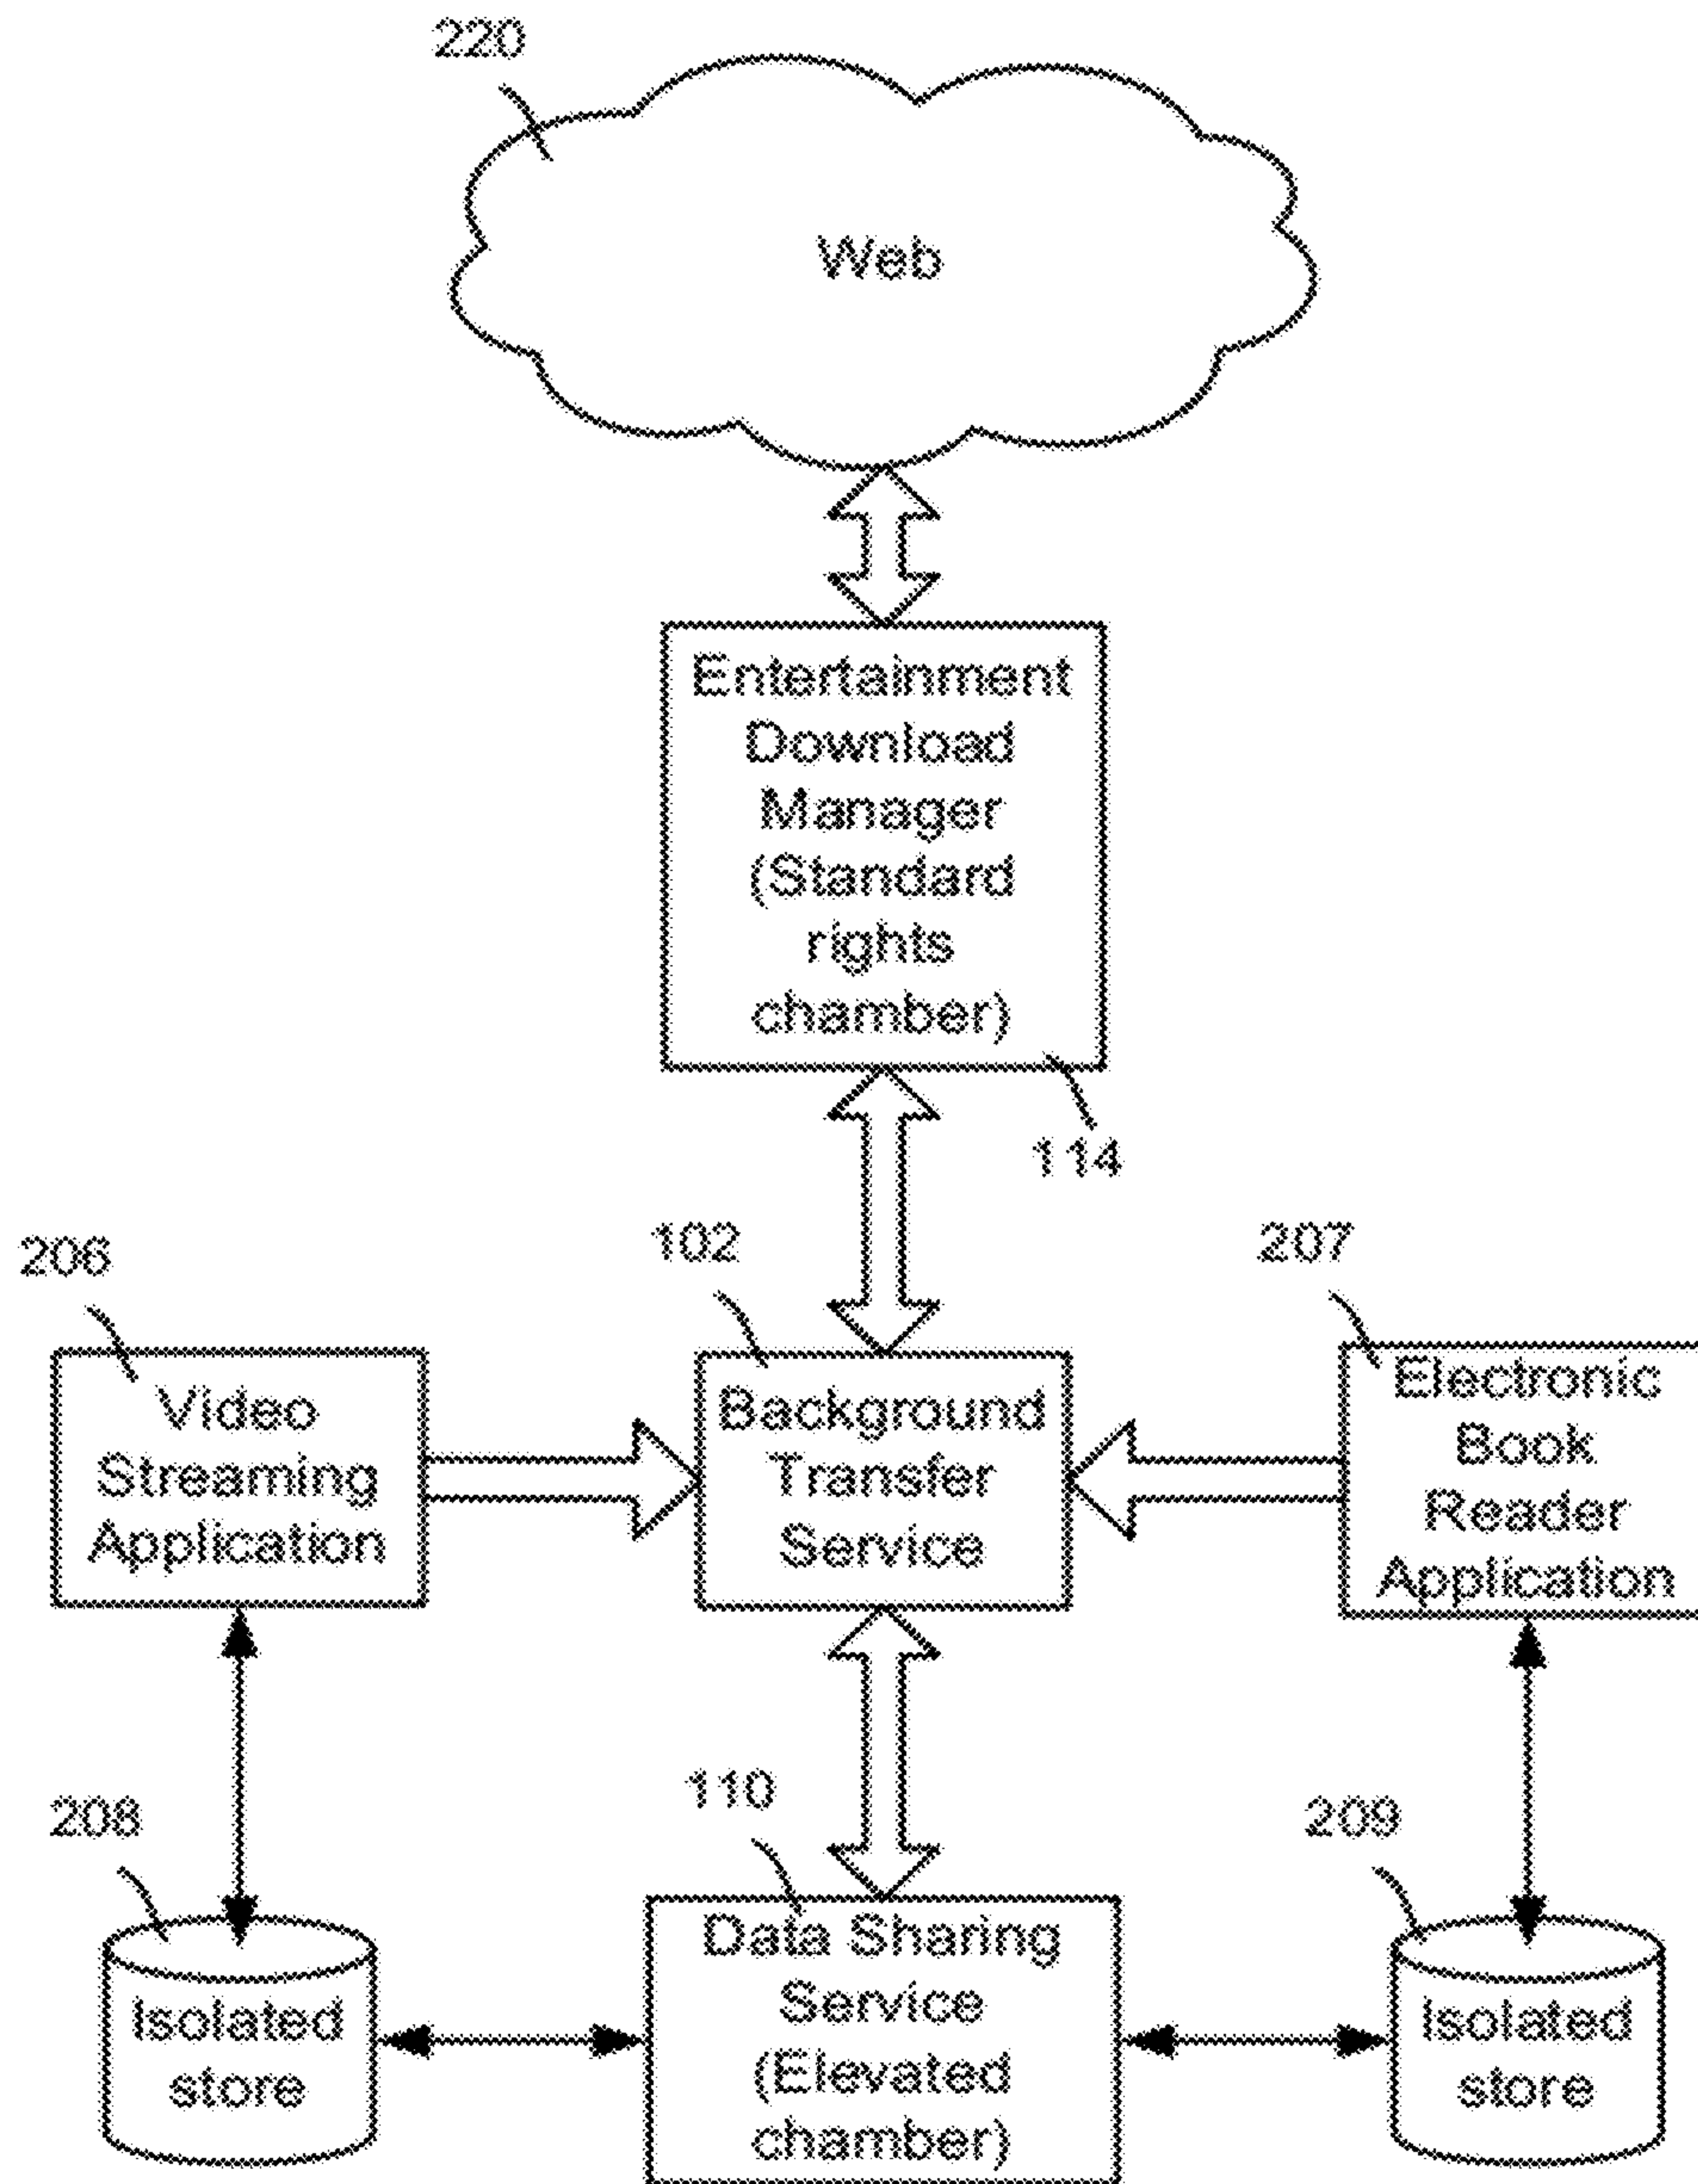 220
Web
Entertainment
Download
Manager
(Standard
rights
chamber)
114
206
102
207
Video
Streaming
Application
Background
Transfer
Service
Electronic
Book
Reader
Application
208
110
209
Isolated
store
Data Sharing
Service
(Elevated
chamber)
Isolated
store